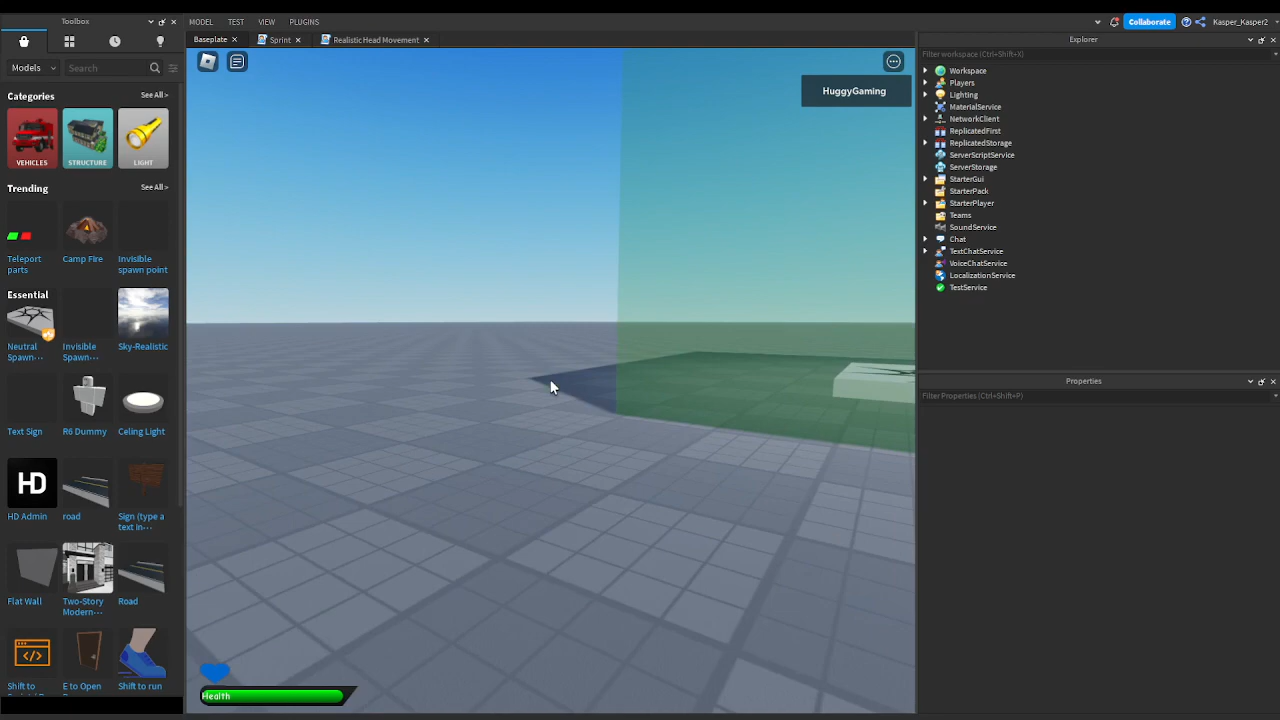 Toolbox
MODEL TEST VIEW PLUGINS
Collaborate
Kasper_Kasper2
Baseplate
Sprint
Realistic Head Movement
Models
Search
Categories
See All >
VEHICLES
STRUCTURE
LIGHT
Trending
See All >
Teleport parts
Camp Fire
Invisible spawn point
Essential
Neutral Spawn...
Invisible Spawn...
Sky-Realistic
Text Sign
R6 Dummy
Celing Light
HD
HD Admin
road
Sign (type a text in...
Flat Wall
Two-Story Modern...
Road
Shift to
E to Open
Shift to run
HuggyGaming
Health
Explorer
Filter workspace (Ctrl+Shift+X)
Workspace
Players
Lighting
MaterialService
NetworkClient
ReplicatedFirst
ReplicatedStorage
ServerScriptService
ServerStorage
StarterGui
StarterPack
StarterPlayer
Teams
SoundService
Chat
TextChatService
VoiceChatService
LocalizationService
TestService
Properties
Filter Properties (Ctrl+Shift+P)